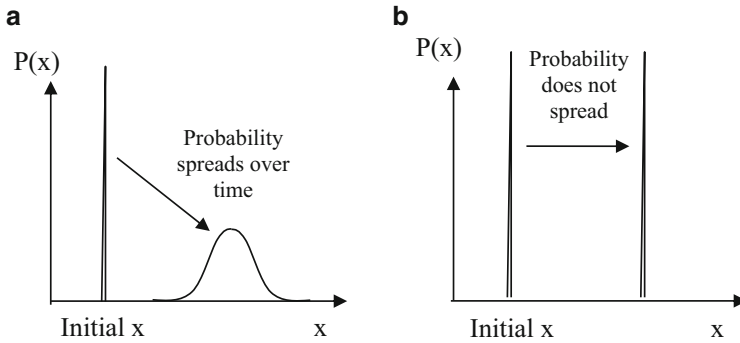 a
P(x)
Probability
spreads over
time
Initial x
x
b
P(x)
Probability
does not
spread
Initial x
x